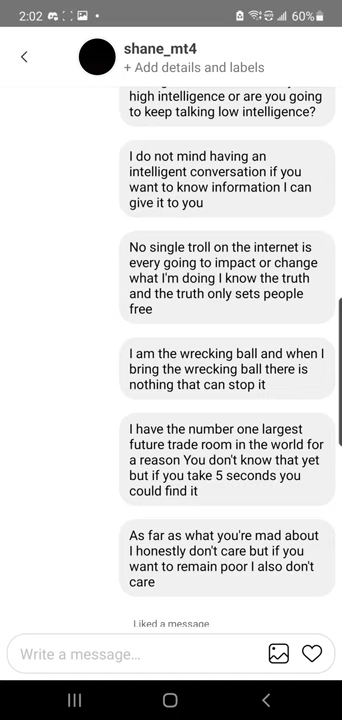 2:02 60%
shane_mt4
+ Add details and labels
high intelligence or are you going
to keep talking low intelligence?
I do not mind having an
intelligent conversation if you
want to know information I can
give it to you
No single troll on the internet is
every going to impact or change
what I'm doing I know the truth
and the truth only sets people
free
I am the wrecking ball and when I
bring the wrecking ball there is
nothing that can stop it
I have the number one largest
future trade room in the world for
a reason You don't know that yet
but if you take 5 seconds you
could find it
As far as what you're mad about
I honestly don't care but if you
want to remain poor I also don't
care
Liked a message
Write a message...